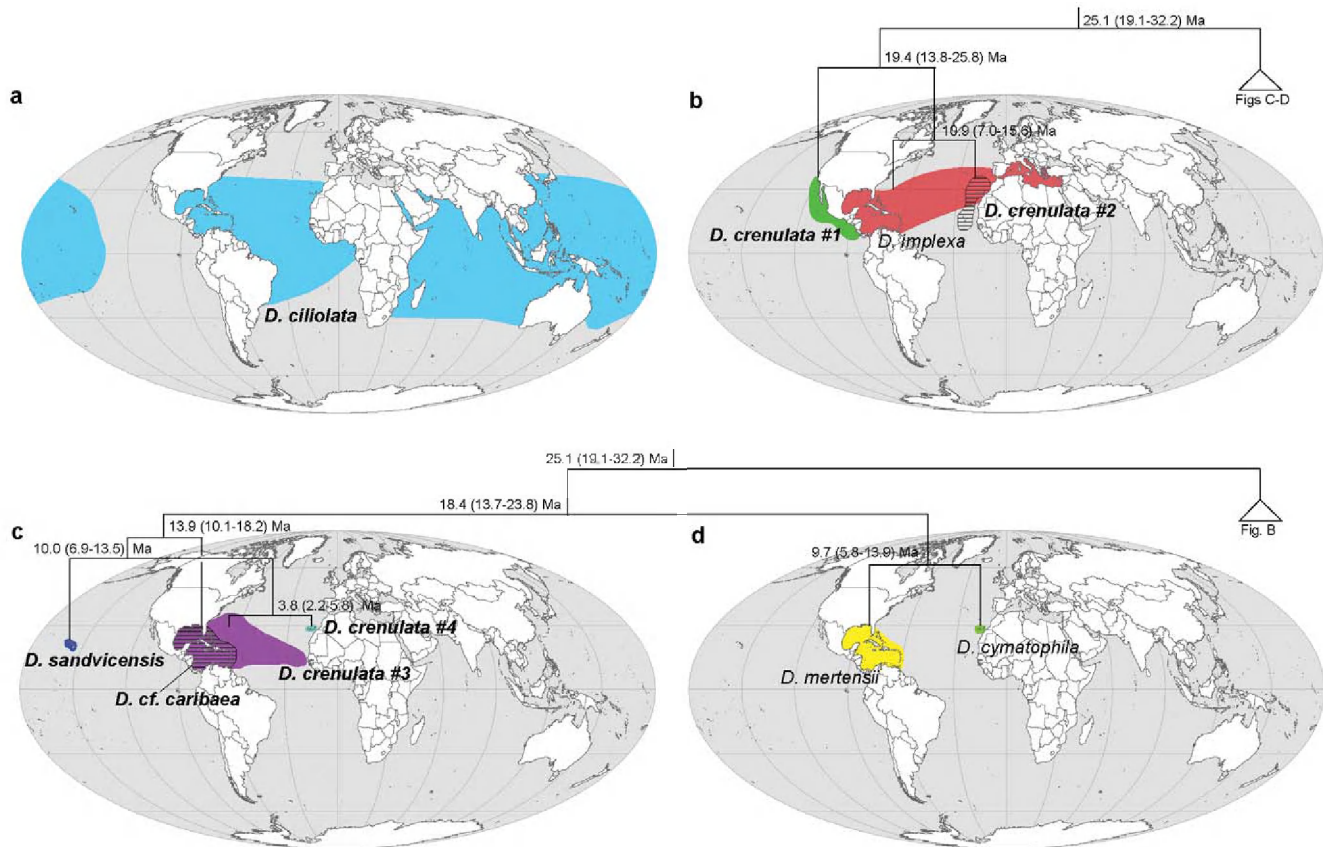 25.1 (19.1-32.2) Ma
19.4 (13.8-25.8) Ma
Figs C-D
a
b
10.9 (7.0-15.6) Ma
D. crenulata #2
D. crenulata #1
D. implexa
D. ciliolata
25.1 (19.1-32.2) Ma
18.4 (13.7-23.8) Ma
13.9 (10.1-18.2) Ma
Fig. B
c
d
10.0 (6.9-13.5) Ma
9.7 (5.8-13.9) Ma
3.8 (2.2-5.8) Ma
D. crenulata #4
D. sandvicensis
D. crenulata #3
D. cf. caribaea
D. cymatophila
D. mertensii